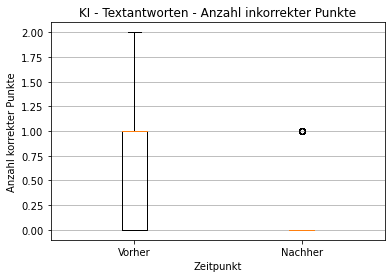 KI - Textantworten - Anzahl inkorrekter Punkte
2.00
1.75
1.50
1.25
1.00
0.75
0.50
0.25
0.00
Anzahl korrekter Punkte
Vorher
Nachher
Zeitpunkt